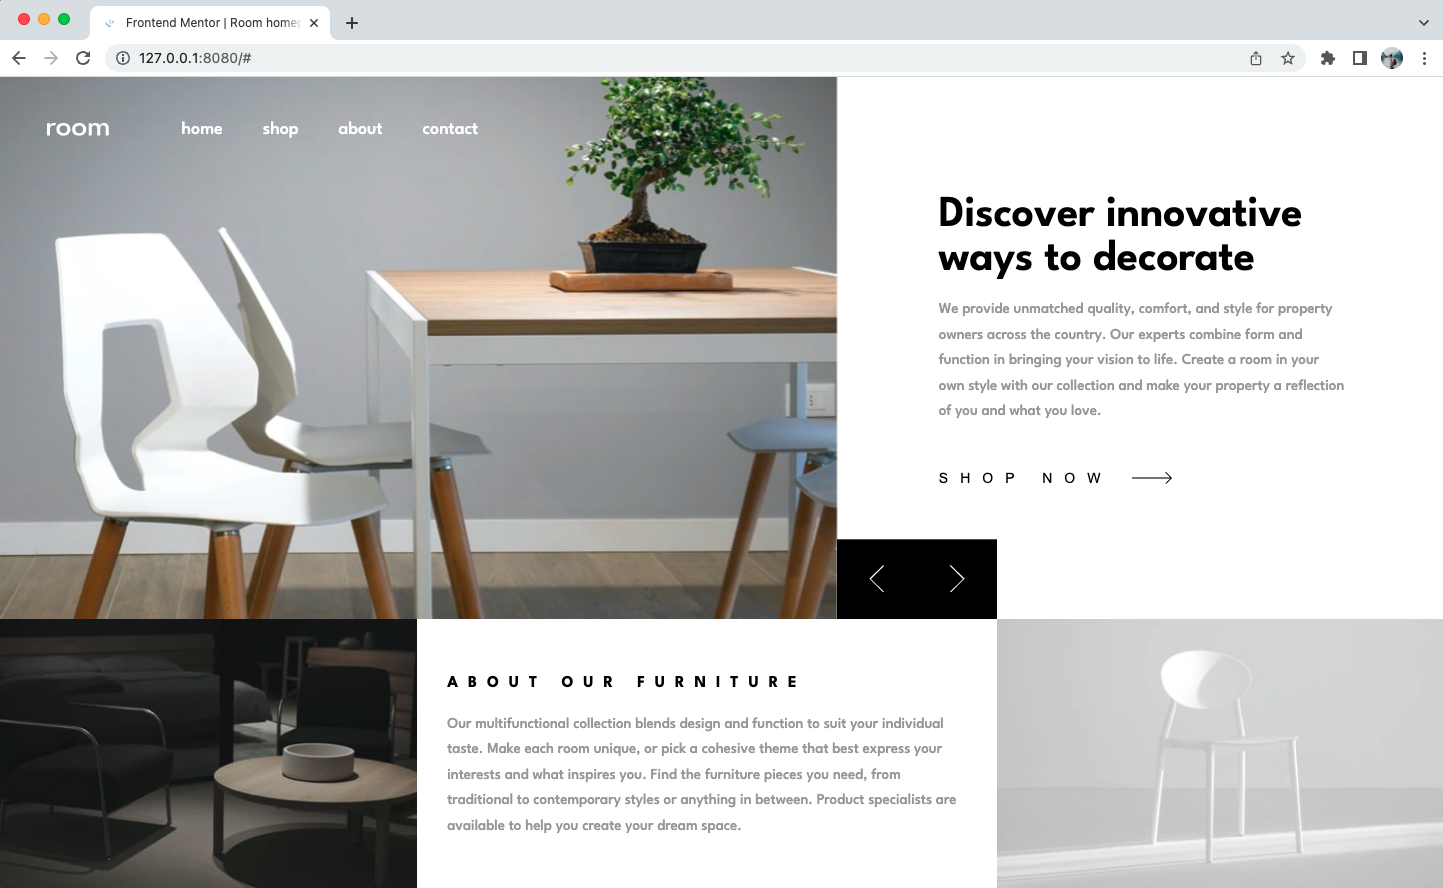 Frontend Mentor | Room home
127.0.0.1:8080/#
room home shop about contact
Discover innovative
ways to decorate
We provide unmatched quality, comfort, and style for property
owners across the country. Our experts combine form and
function in bringing your vision to life. Create a room in your
own style with our collection and make your property a reflection
of you and what you love.
SHOP NOW
ABOUT OUR FURNITURE
Our multifunctional collection blends design and function to suit your individual
taste. Make each room unique, or pick a cohesive theme that best express your
interests and what inspires you. Find the furniture pieces you need, from
traditional to contemporary styles or anything in between. Product specialists are
available to help you create your dream space.